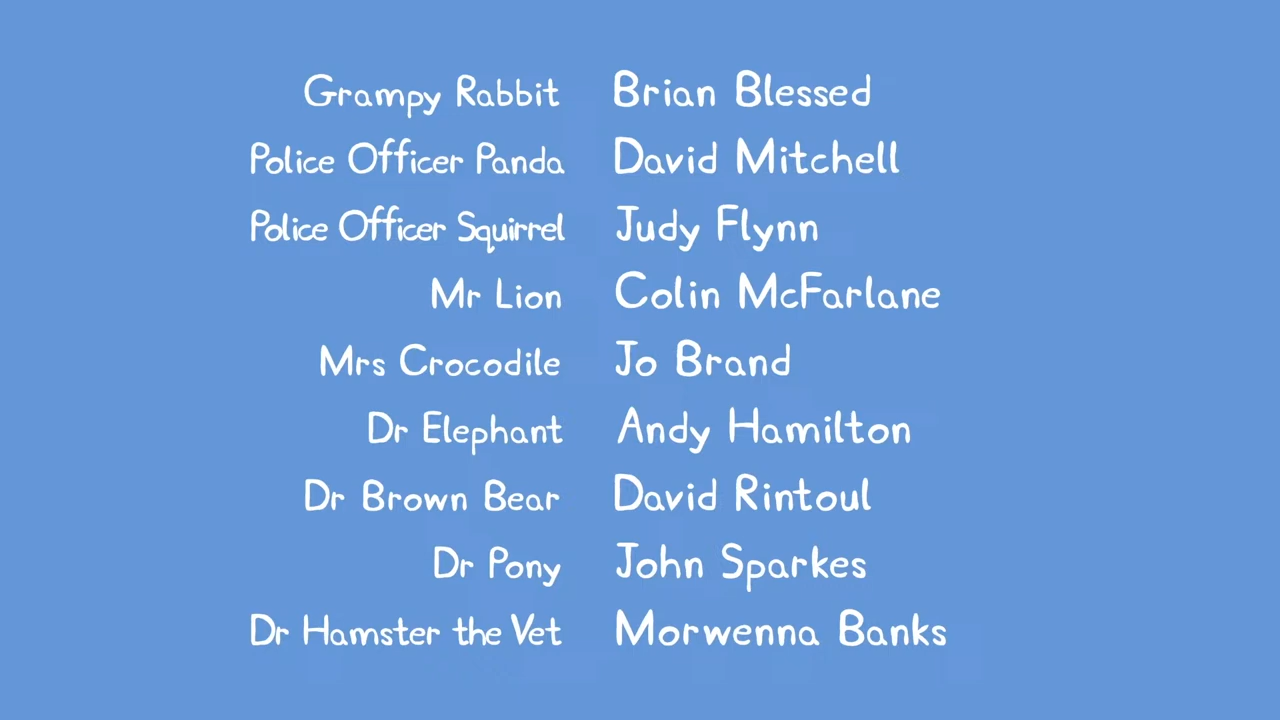 Grampy Rabbit Brian Blessed
Police Officer Panda David Mitchell
Police Officer Squirrel Judy Flynn
Mr Lion Colin McFarlane
Mrs Crocodile Jo Brand
Dr Elephant Andy Hamilton
Dr Brown Bear David Rintoul
Dr Pony John Sparkes
Dr Hamster the Vet Morwenna Banks